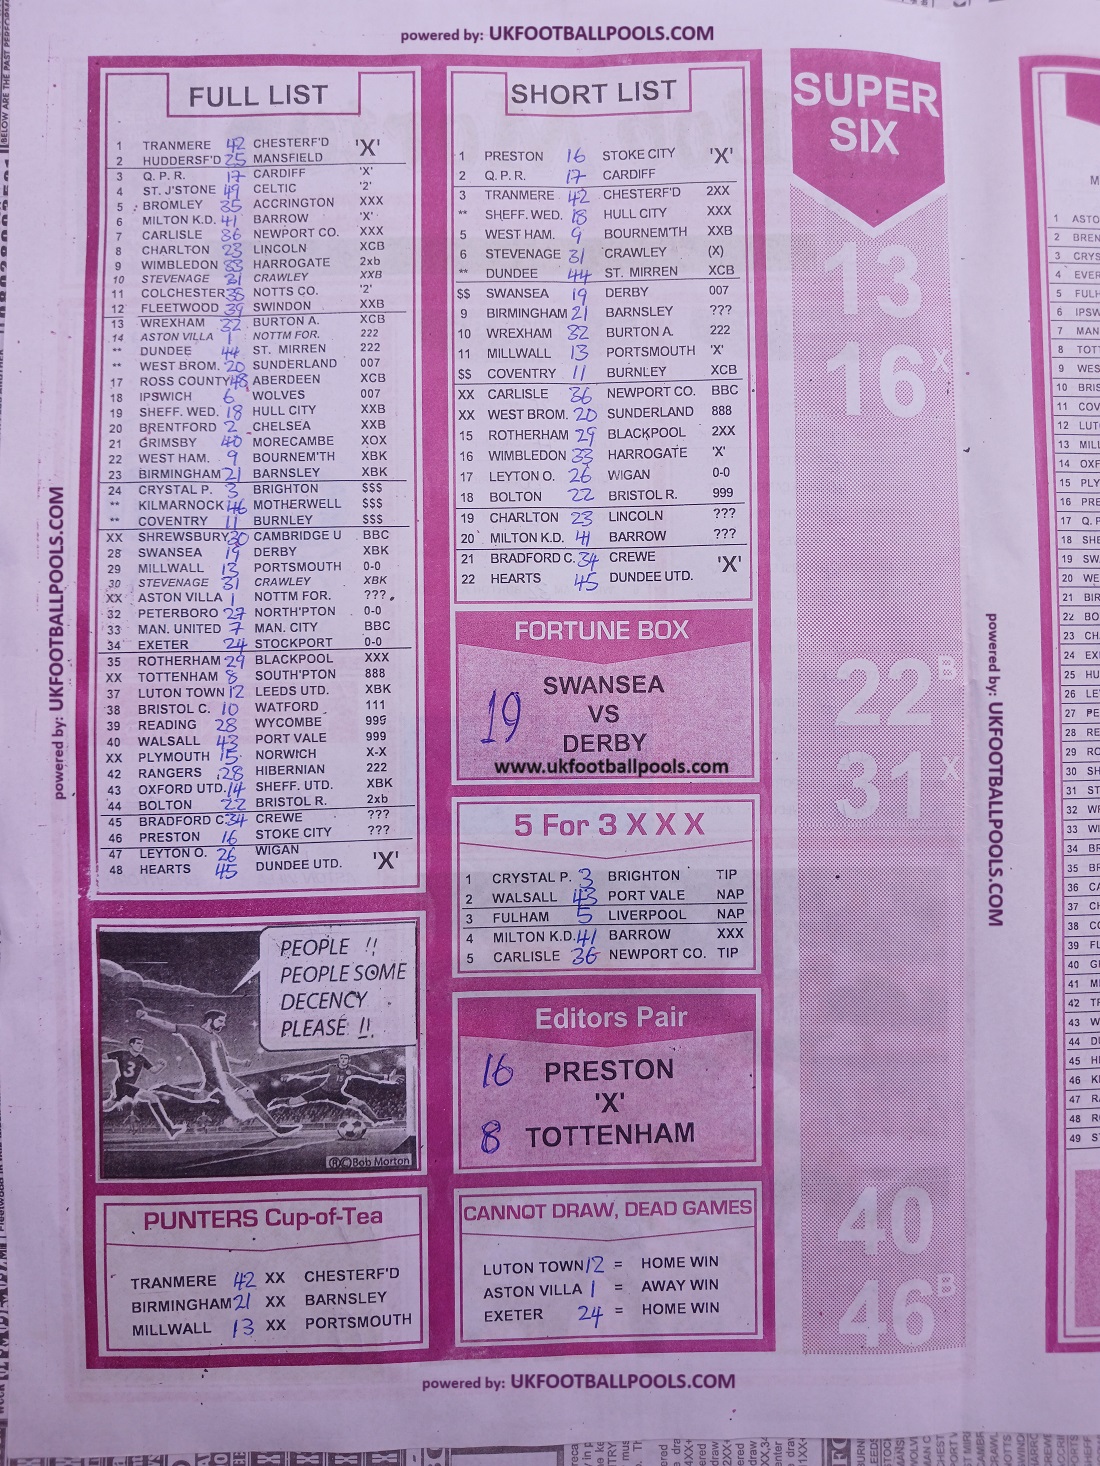 powered by: UKFOOTBALLPOOLS.COM
FULL LIST
1 TRANMERE 42 CHESTERF'D 'X'
2 HUDDERSF'D 25 MANSFIELD
3 Q.P.R. 17 CARDIFF 'X'
4 ST. J'STONE 49 CELTIC '2'
5 BROMLEY 35 ACCRINGTON XXX
6 MILTON K.D. 41 BARROW 'X'
7 CARLISLE 36 NEWPORT CO. XXX
8 CHARLTON 23 LINCOLN XCB
9 WIMBLEDON 33 HARROGATE 2xb
10 STEVENAGE 31 CRAWLEY XXB
11 COLCHESTER 35 NOTTS CO. '2'
12 FLEETWOOD 39 SWINDON XXB
13 WREXHAM 32 BURTON A. XCB
14 ASTON VILLA 1 NOTTM FOR. 222
** DUNDEE 44 ST. MIRREN 222
** WEST BROM. 20 SUNDERLAND 007
17 ROSS COUNTY 48 ABERDEEN XCB
18 IPSWICH 6 WOLVES 007
19 SHEFF. WED. 18 HULL CITY XXB
20 BRENTFORD 2 CHELSEA XXB
21 GRIMSBY 40 MORECAMBE XOX
22 WEST HAM. 9 BOURNEM'TH XBK
23 BIRMINGHAM 21 BARNSLEY XBK
24 CRYSTAL P. 3 BRIGHTON $$$
** KILMARNOCK 46 MOTHERWELL $$$
** COVENTRY 11 BURNLEY $$$
XX SHREWSBURY 30 CAMBRIDGE U BBC
28 SWANSEA 19 DERBY XBK
29 MILLWALL 13 PORTSMOUTH 0-0
30 STEVENAGE 31 CRAWLEY XBK
XX ASTON VILLA 1 NOTTM FOR. ???
32 PETERBORO 27 NORTH'PTON 0-0
33 MAN. UNITED 7 MAN. CITY BBC
34 EXETER 24 STOCKPORT 0-0
35 ROTHERHAM 29 BLACKPOOL XXX
XX TOTTENHAM 8 SOUTH'PTON 888
37 LUTON TOWN 12 LEEDS UTD. XBK
38 BRISTOL C. 10 WATFORD 111
39 READING 28 WYCOMBE 995
40 WALSALL 43 PORT VALE 999
XX PLYMOUTH 15 NORWICH X-X
42 RANGERS 28 HIBERNIAN 222
43 OXFORD UTD. 14 SHEFF. UTD. XBK
44 BOLTON 22 BRISTOL R. 2xb
45 BRADFORD C. 34 CREWE ???
46 PRESTON 16 STOKE CITY ???
47 LEYTON O. 26 WIGAN 'X'
48 HEARTS 45 DUNDEE UTD.
PEOPLE !!
PEOPLE SOME
DECENCY
PLEASE !!
®©Bob Morton
PUNTERS Cup-of-Tea
TRANMERE 42 XX CHESTERF'D
BIRMINGHAM 21 XX BARNSLEY
MILLWALL 13 XX PORTSMOUTH
SHORT LIST
1 PRESTON 16 STOKE CITY 'X'
2 Q.P.R. 17 CARDIFF
3 TRANMERE 42 CHESTERF'D 2XX
** SHEFF. WED. 18 HULL CITY XXX
5 WEST HAM. 9 BOURNEM'TH XXB
6 STEVENAGE 31 CRAWLEY (X)
** DUNDEE 44 ST. MIRREN XCB
$$ SWANSEA 19 DERBY 007
9 BIRMINGHAM 21 BARNSLEY ???
10 WREXHAM 32 BURTON A. 222
11 MILLWALL 13 PORTSMOUTH 'X'
$$ COVENTRY 11 BURNLEY XCB
XX CARLISLE 36 NEWPORT CO. BBC
XX WEST BROM. 20 SUNDERLAND 888
15 ROTHERHAM 29 BLACKPOOL 2XX
16 WIMBLEDON 33 HARROGATE 'X'
17 LEYTON O. 26 WIGAN 0-0
18 BOLTON 22 BRISTOL R. 999
19 CHARLTON 23 LINCOLN ???
20 MILTON K.D. 41 BARROW ???
21 BRADFORD C. 34 CREWE 'X'
22 HEARTS 45 DUNDEE UTD.
FORTUNE BOX
SWANSEA
19 VS
DERBY
www.ukfootballpools.com
5 For 3 X X X
1 CRYSTAL P. 3 BRIGHTON TIP
2 WALSALL 43 PORT VALE NAP
3 FULHAM 5 LIVERPOOL NAP
4 MILTON K.D. 41 BARROW XXX
5 CARLISLE 36 NEWPORT CO. TIP
Editors Pair
16 PRESTON
'X'
8 TOTTENHAM
CANNOT DRAW, DEAD GAMES
LUTON TOWN 12 = HOME WIN
ASTON VILLA 1 = AWAY WIN
EXETER 24 = HOME WIN
SUPER
SIX
13
16X
22B
31X
40
46B
powered by: UKFOOTBALLPOOLS.COM
powered by: UKFOOTBALLPOOLS.COM
powered by: UKFOOTBALLPOOLS.COM